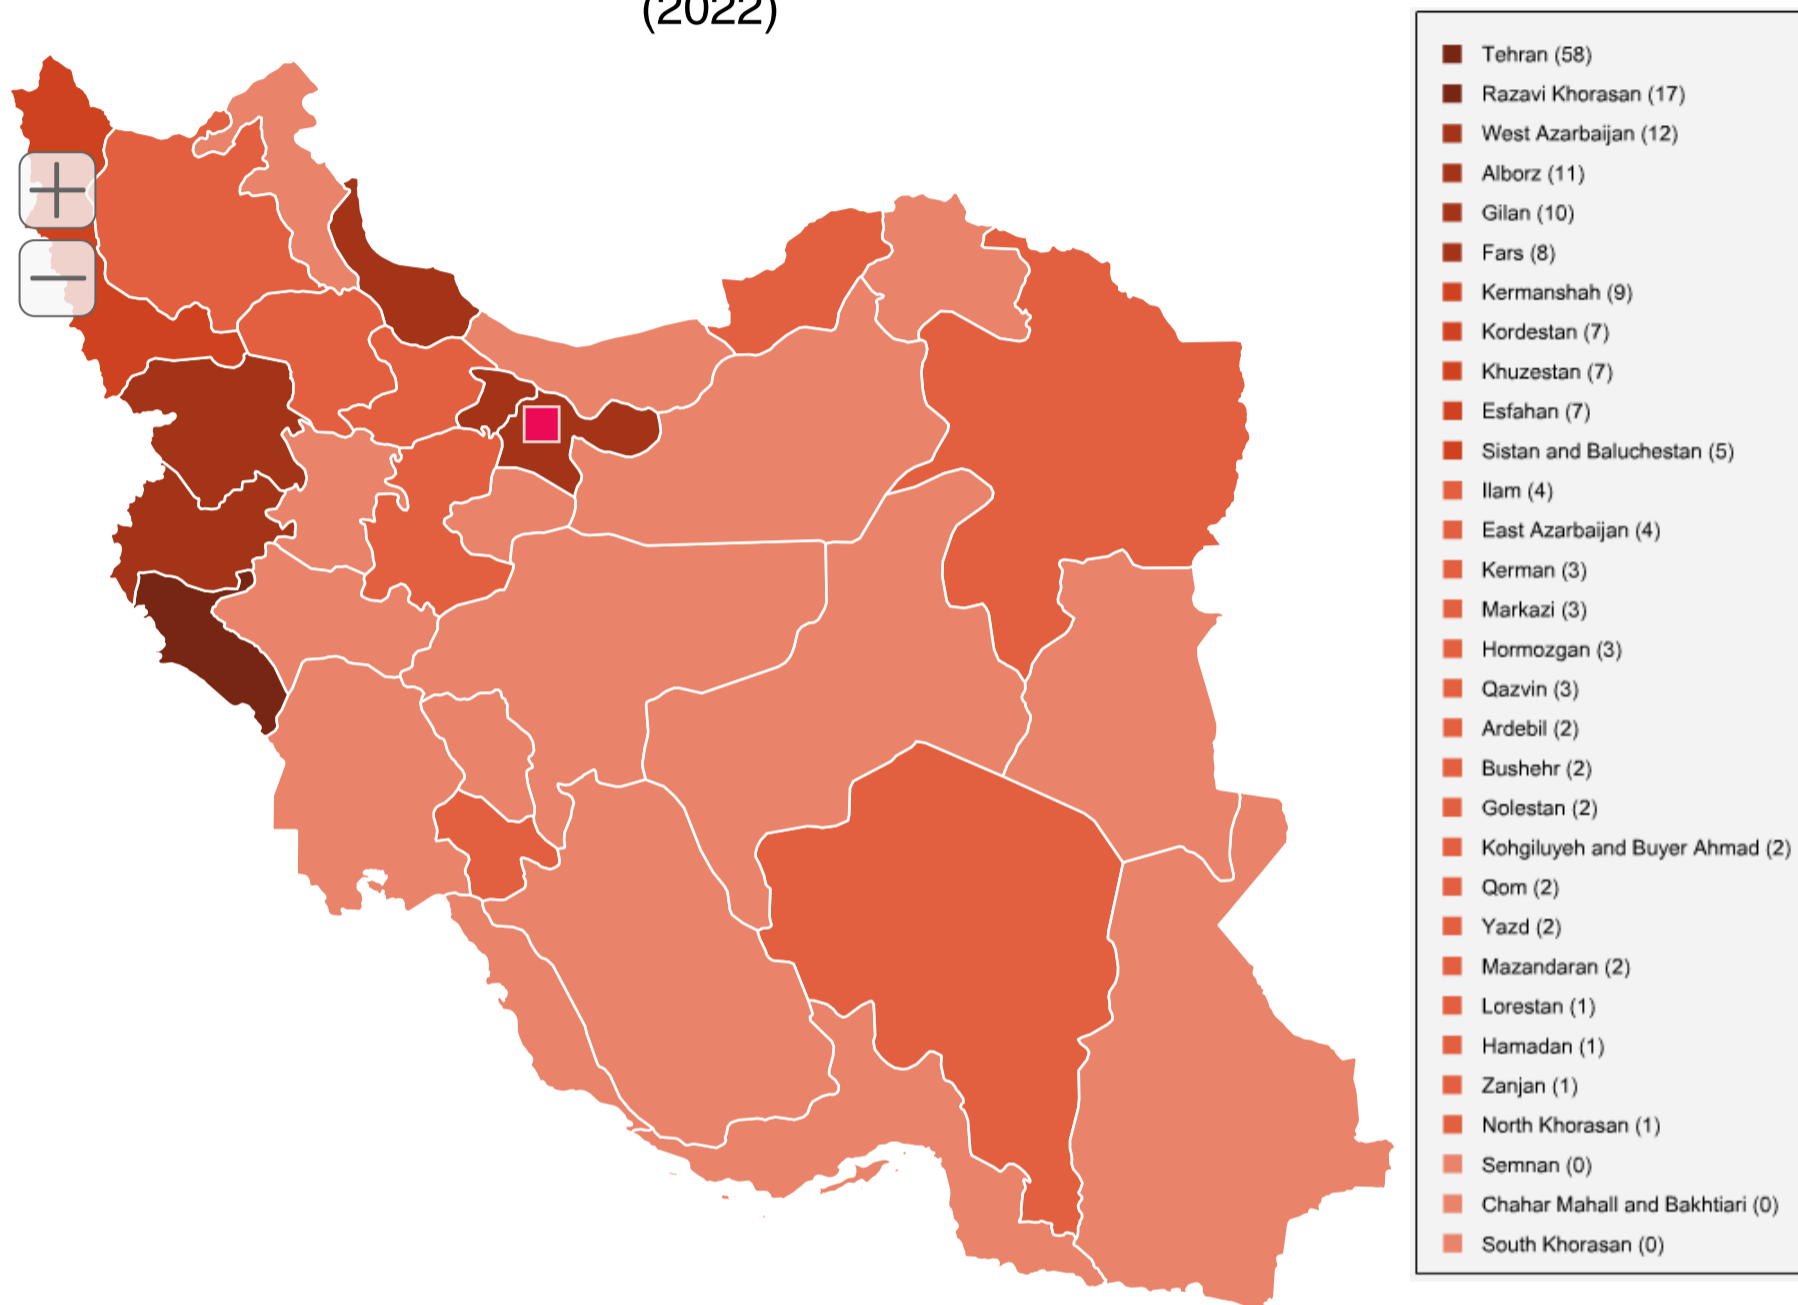 (2022)
Tehran (58)
Razavi Khorasan (17)
West Azarbaijan (12)
Alborz (11)
Gilan (10)
Fars (8)
Kermanshah (9)
Kordestan (7)
Khuzestan (7)
Esfahan (7)
Sistan and Baluchestan (5)
Ilam (4)
East Azarbaijan (4)
Kerman (3)
Markazi (3)
Hormozgan (3)
Qazvin (3)
Ardebil (2)
Bushehr (2)
Golestan (2)
Kohgiluyeh and Buyer Ahmad (2)
Qom (2)
Yazd (2)
Mazandaran (2)
Lorestan (1)
Hamadan (1)
Zanjan (1)
North Khorasan (1)
Semnan (0)
Chahar Mahall and Bakhtiari (0)
South Khorasan (0)